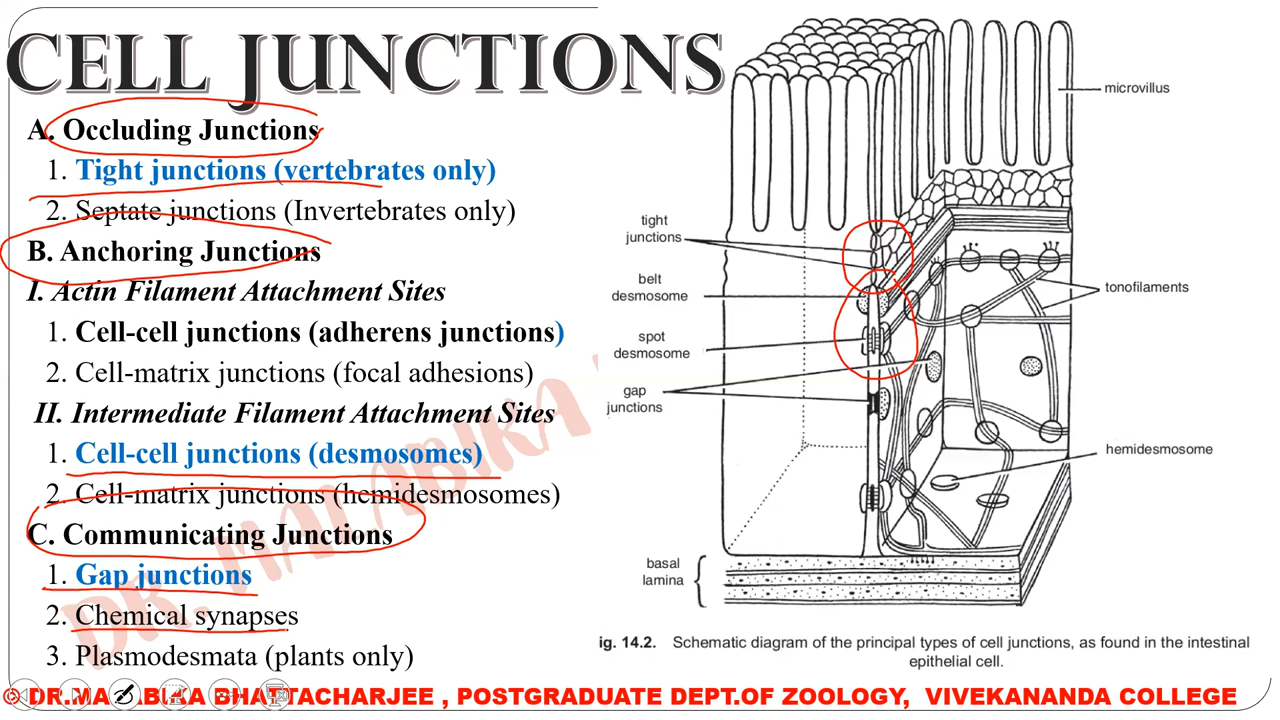 CELL JUNCTIONS
A. Occluding Junctions
1. Tight junctions (vertebrates only)
2. Septate junctions (Invertebrates only)
B. Anchoring Junctions
I. Actin Filament Attachment Sites
1. Cell-cell junctions (adherens junctions)
2. Cell-matrix junctions (focal adhesions)
II. Intermediate Filament Attachment Sites
1. Cell-cell junctions (desmosomes)
2. Cell-matrix junctions (hemidesmosomes)
C. Communicating Junctions
1. Gap junctions
2. Chemical synapses
3. Plasmodesmata (plants only)
microvillus
tight
junctions
belt
desmosome
spot
desmosome
gap
junctions
tonofilaments
hemidesmosome
basal
lamina
ig. 14.2. Schematic diagram of the principal types of cell junctions, as found in the intestinal
epithelial cell.
DR. MALABIKA
© DR.MALABIKA BHATTACHARJEE , POSTGRADUATE DEPT.OF ZOOLOGY, VIVEKANANDA COLLEGE